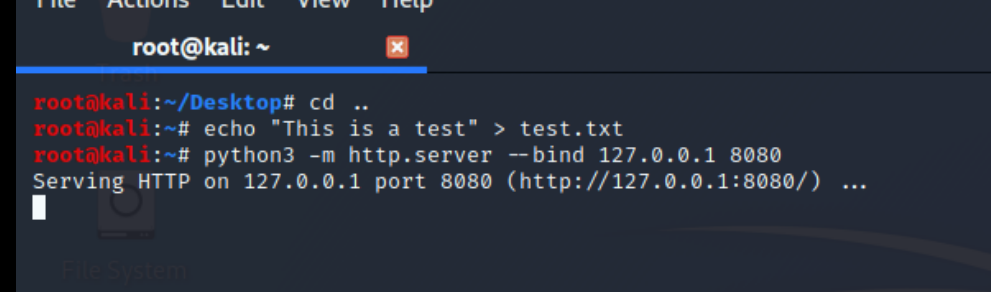 File Actions Edit View Help
root@kali: ~
Trash
root@kali:~/Desktop# cd ..
root@kali:~# echo "This is a test" > test.txt
root@kali:~# python3 -m http.server --bind 127.0.0.1 8080
Serving HTTP on 127.0.0.1 port 8080 (http://127.0.0.1:8080/) ...
File System